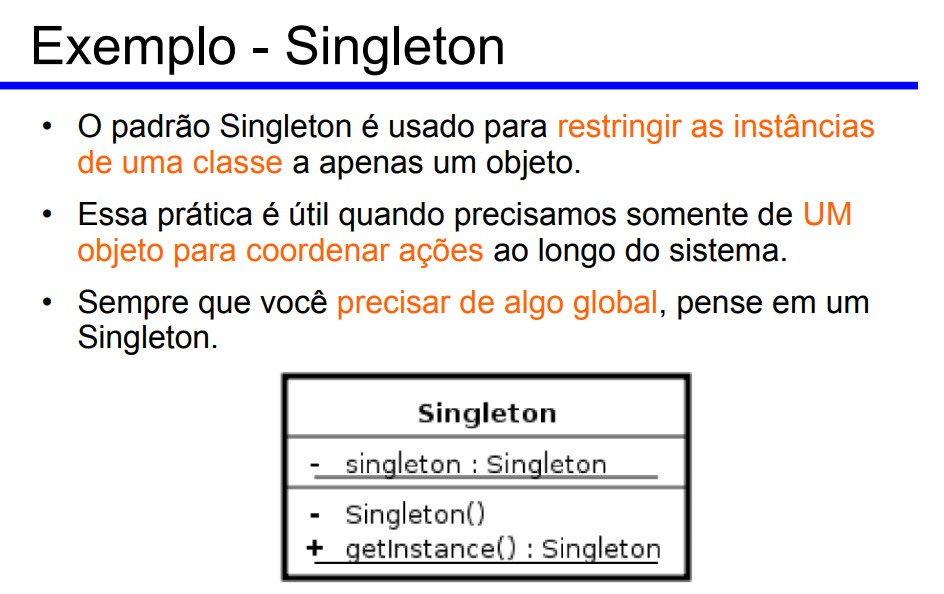 Exemplo - Singleton
• O padrão Singleton é usado para restringir as instâncias
de uma classe a apenas um objeto.
• Essa prática é útil quando precisamos somente de UM
objeto para coordenar ações ao longo do sistema.
• Sempre que você precisar de algo global, pense em um
Singleton.
Singleton
- singleton : Singleton
- Singleton()
+ getInstance() : Singleton